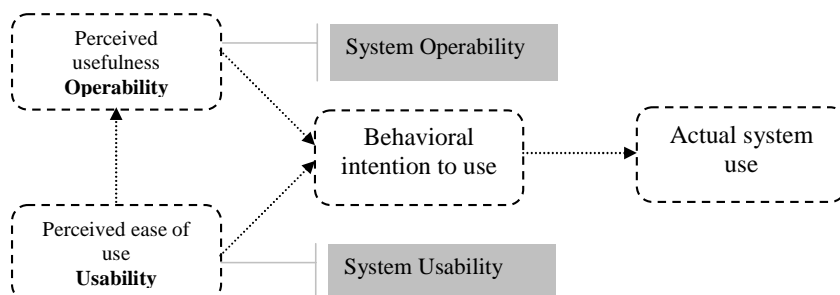 Perceived
usefulness
Operability
System Operability
Behavioral
intention to use
Actual system
use
Perceived ease of
use
Usability
System Usability